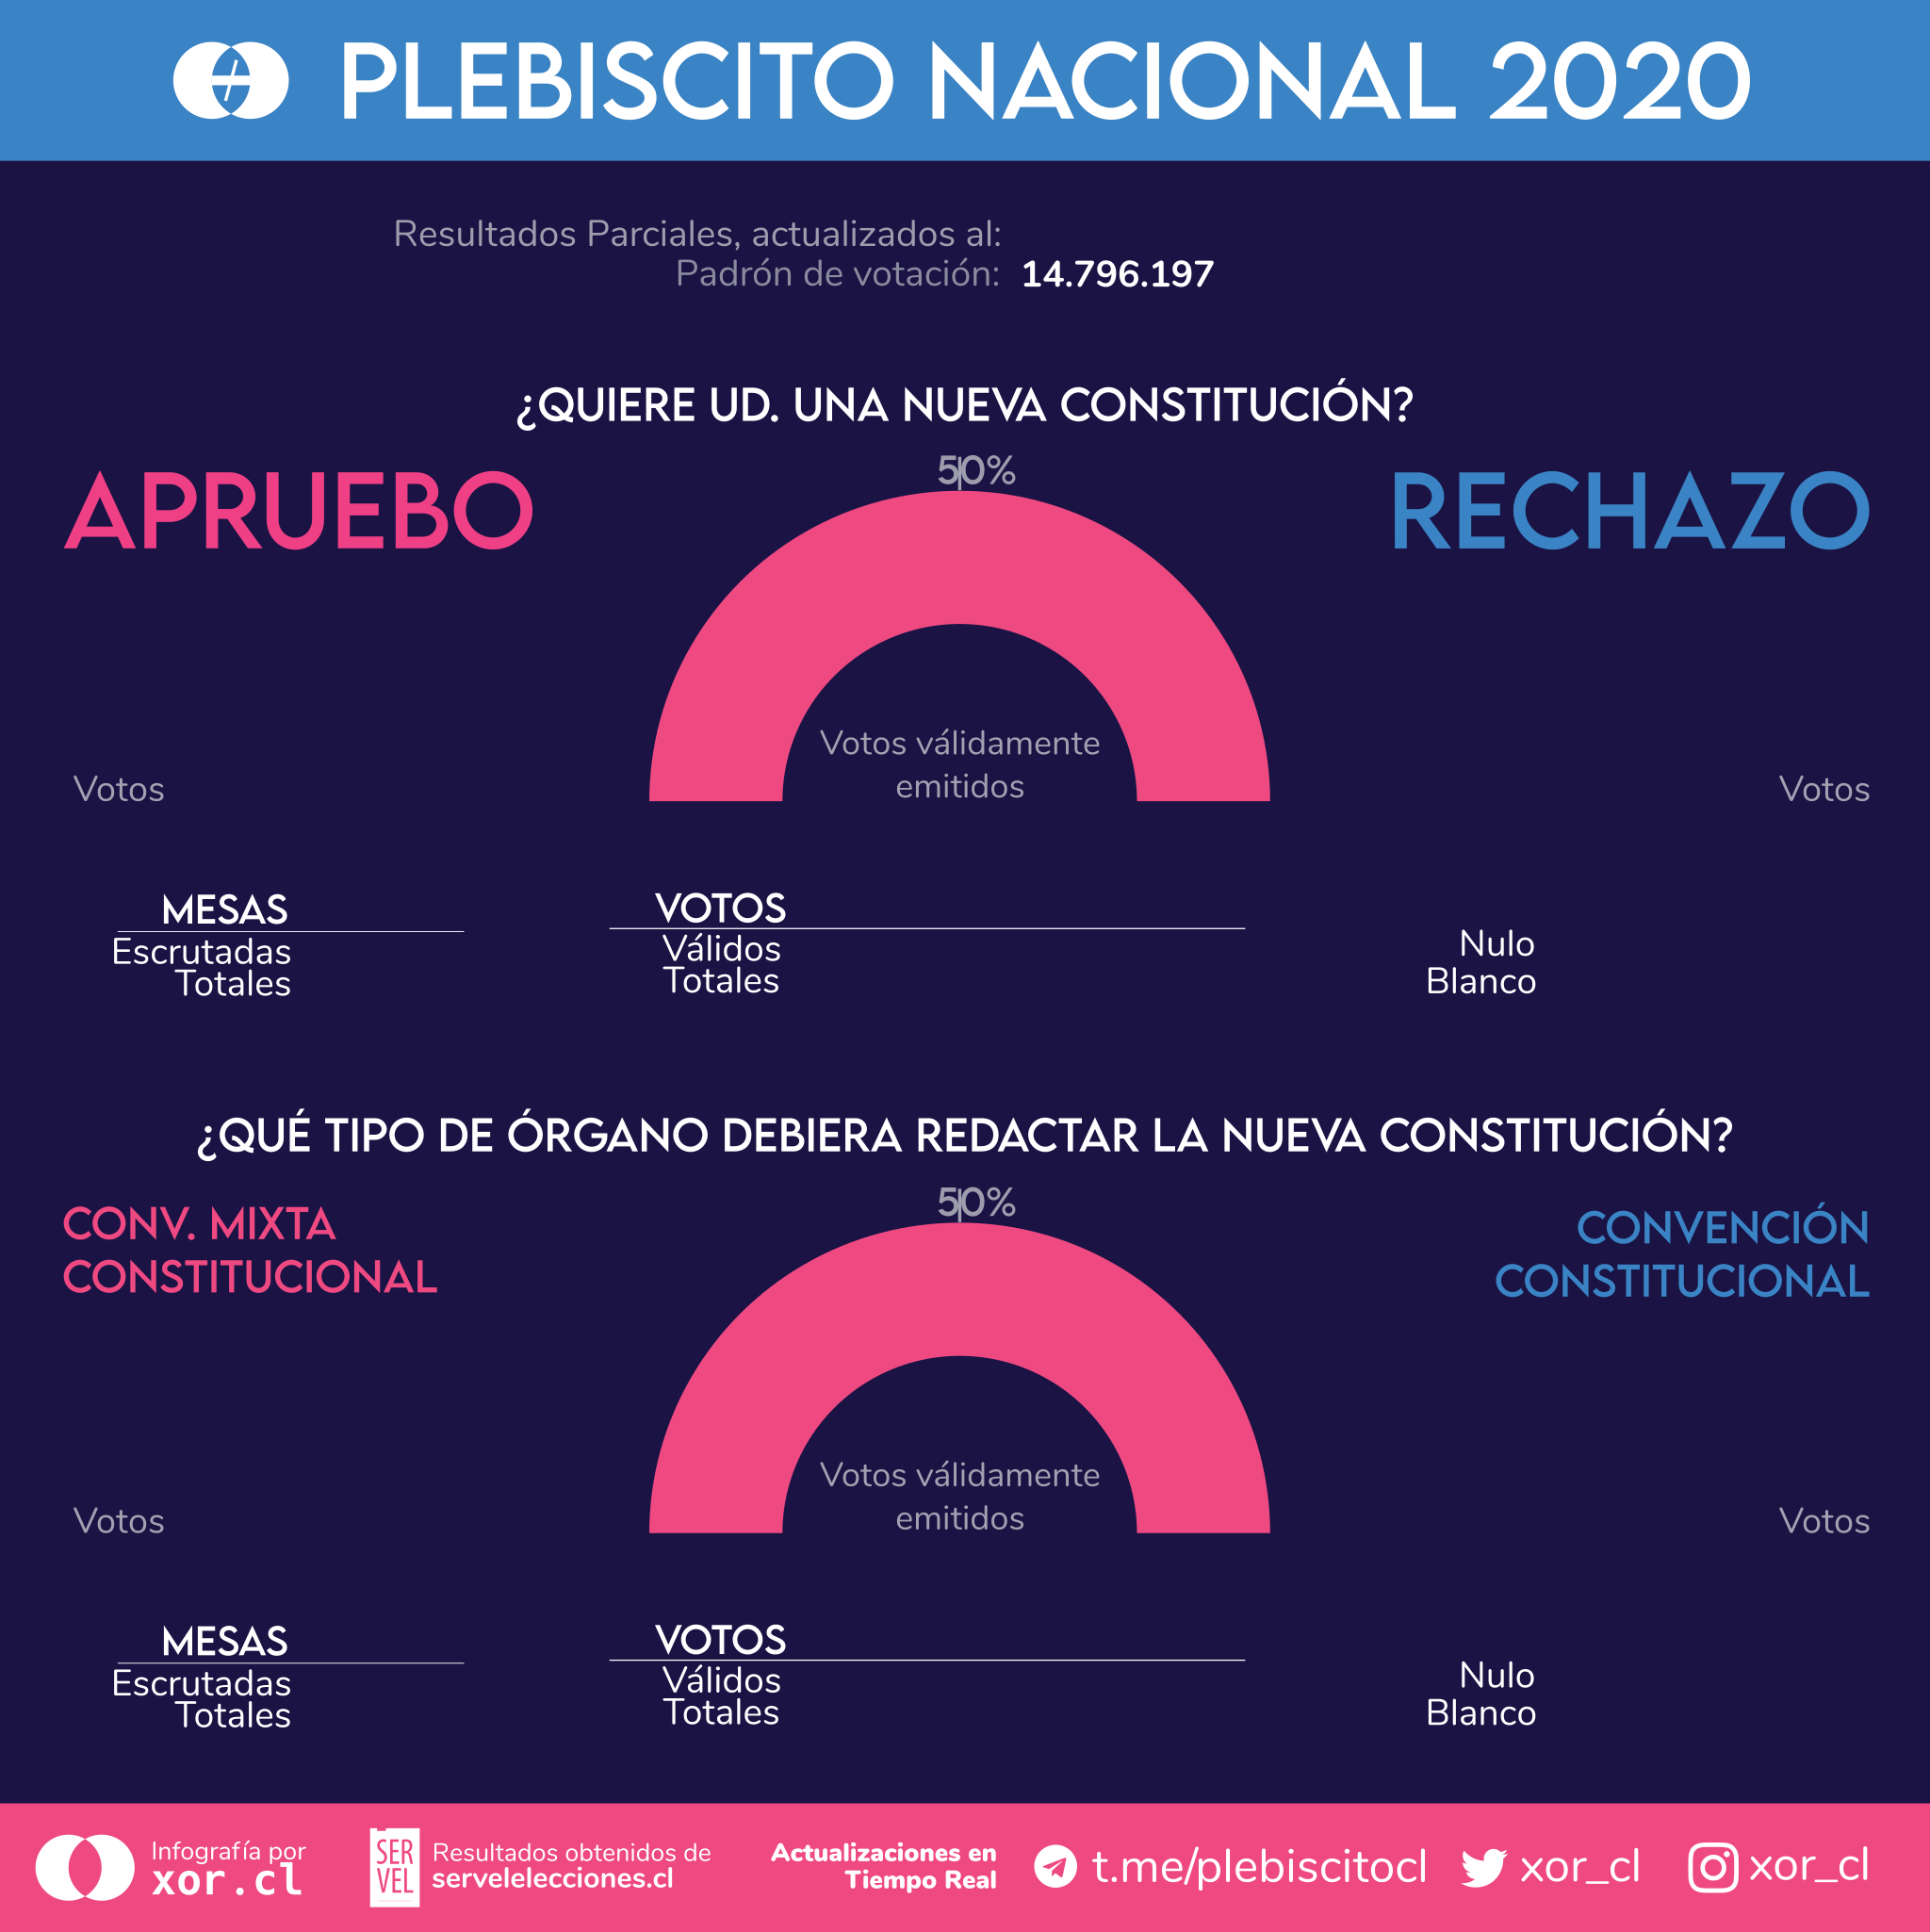 PLEBISCITO NACIONAL 2020
Resultados Parciales, actualizados al:
Padrón de votación: 14.796.197
¿QUIERE UD. UNA NUEVA CONSTITUCIÓN?
APRUEBO
50%
RECHAZO
Votos válidamente
emitidos
Votos
Votos
MESAS
Escrutadas
Totales
VOTOS
Válidos
Totales
Nulo
Blanco
¿QUÉ TIPO DE ÓRGANO DEBIERA REDACTAR LA NUEVA CONSTITUCIÓN?
CONV. MIXTA
CONSTITUCIONAL
50%
CONVENCIÓN
CONSTITUCIONAL
Votos válidamente
emitidos
Votos
Votos
MESAS
Escrutadas
Totales
VOTOS
Válidos
Totales
Nulo
Blanco
Infografía por
xor.cl
SER
VEL
Resultados obtenidos de
servelelecciones.cl
Actualizaciones en
Tiempo Real
t.me/plebiscitocl
xor_cl
xor_cl